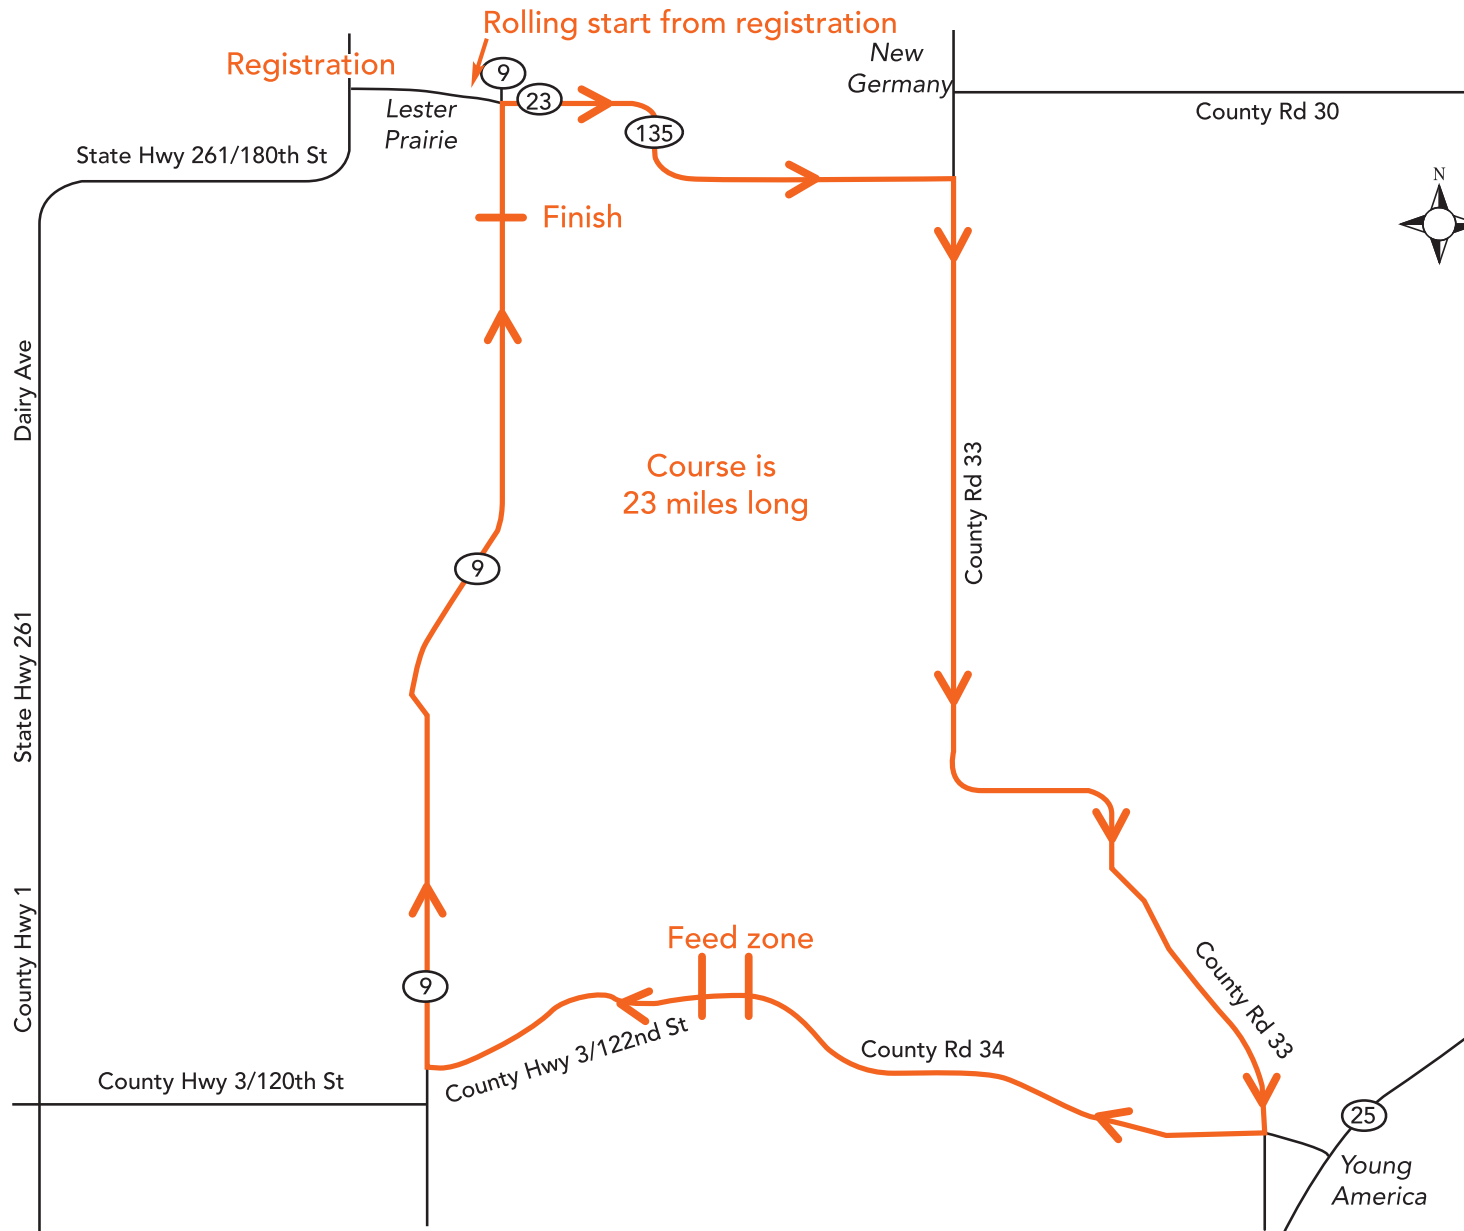 Rolling start from registration
Registration
9
23
135
Lester
Prairie
New
Germany
County Rd 30
State Hwy 261/180th St
N
Finish
Dairy Ave
Course is
23 miles long
County Rd 33
9
State Hwy 261
County Hwy 1
Feed zone
County Rd 33
9
County Hwy 3/122nd St
County Rd 34
County Hwy 3/120th St
25
Young
America